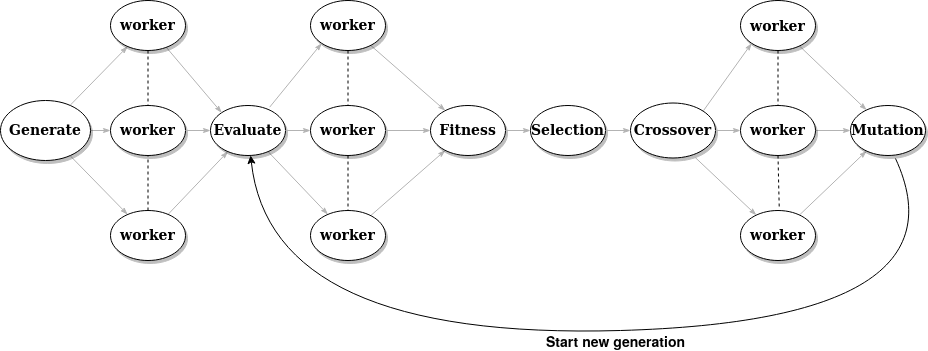 worker
worker
worker
Generate
worker
Evaluate
worker
Fitness
Selection
Crossover
worker
Mutation
worker
worker
worker
Start new generation